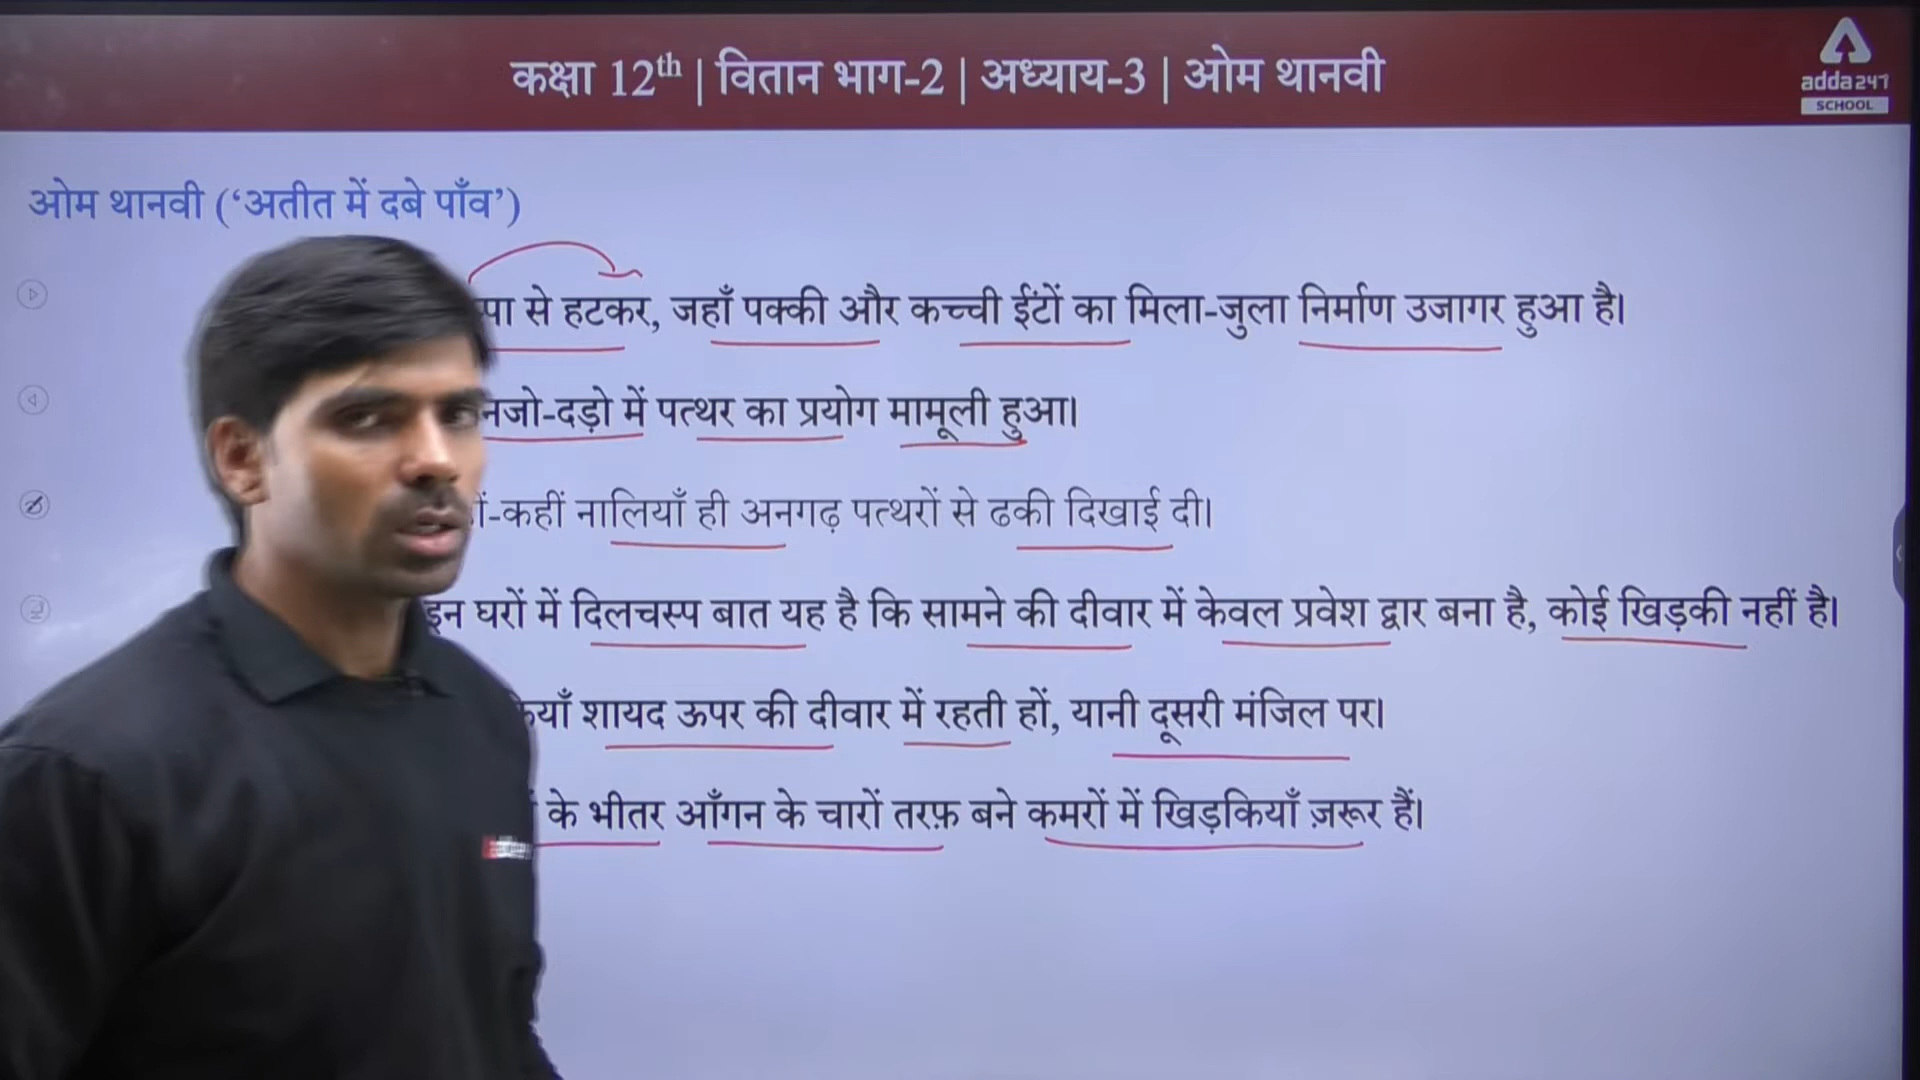 कक्षा 12th | वितान भाग-2 | अध्याय-3 | ओम थानवी
adda247
SCHOOL
ओम थानवी (‘अतीत में दबे पाँव’)
से हटकर, जहाँ पक्की और कच्ची ईंटों का मिला-जुला निर्माण उजागर हुआ है।
में पत्थर का प्रयोग मामूली हुआ।
नालियाँ ही अनगढ़ पत्थरों से ढकी दिखाई दी।
इन घरों में दिलचस्प बात यह है कि सामने की दीवार में केवल प्रवेश द्वार बना है, कोई खिड़की नहीं है।
शायद ऊपर की दीवार में रहती हों, यानी दूसरी मंजिल पर।
के भीतर आँगन के चारों तरफ़ बने कमरों में खिड़कियाँ ज़रूर हैं।